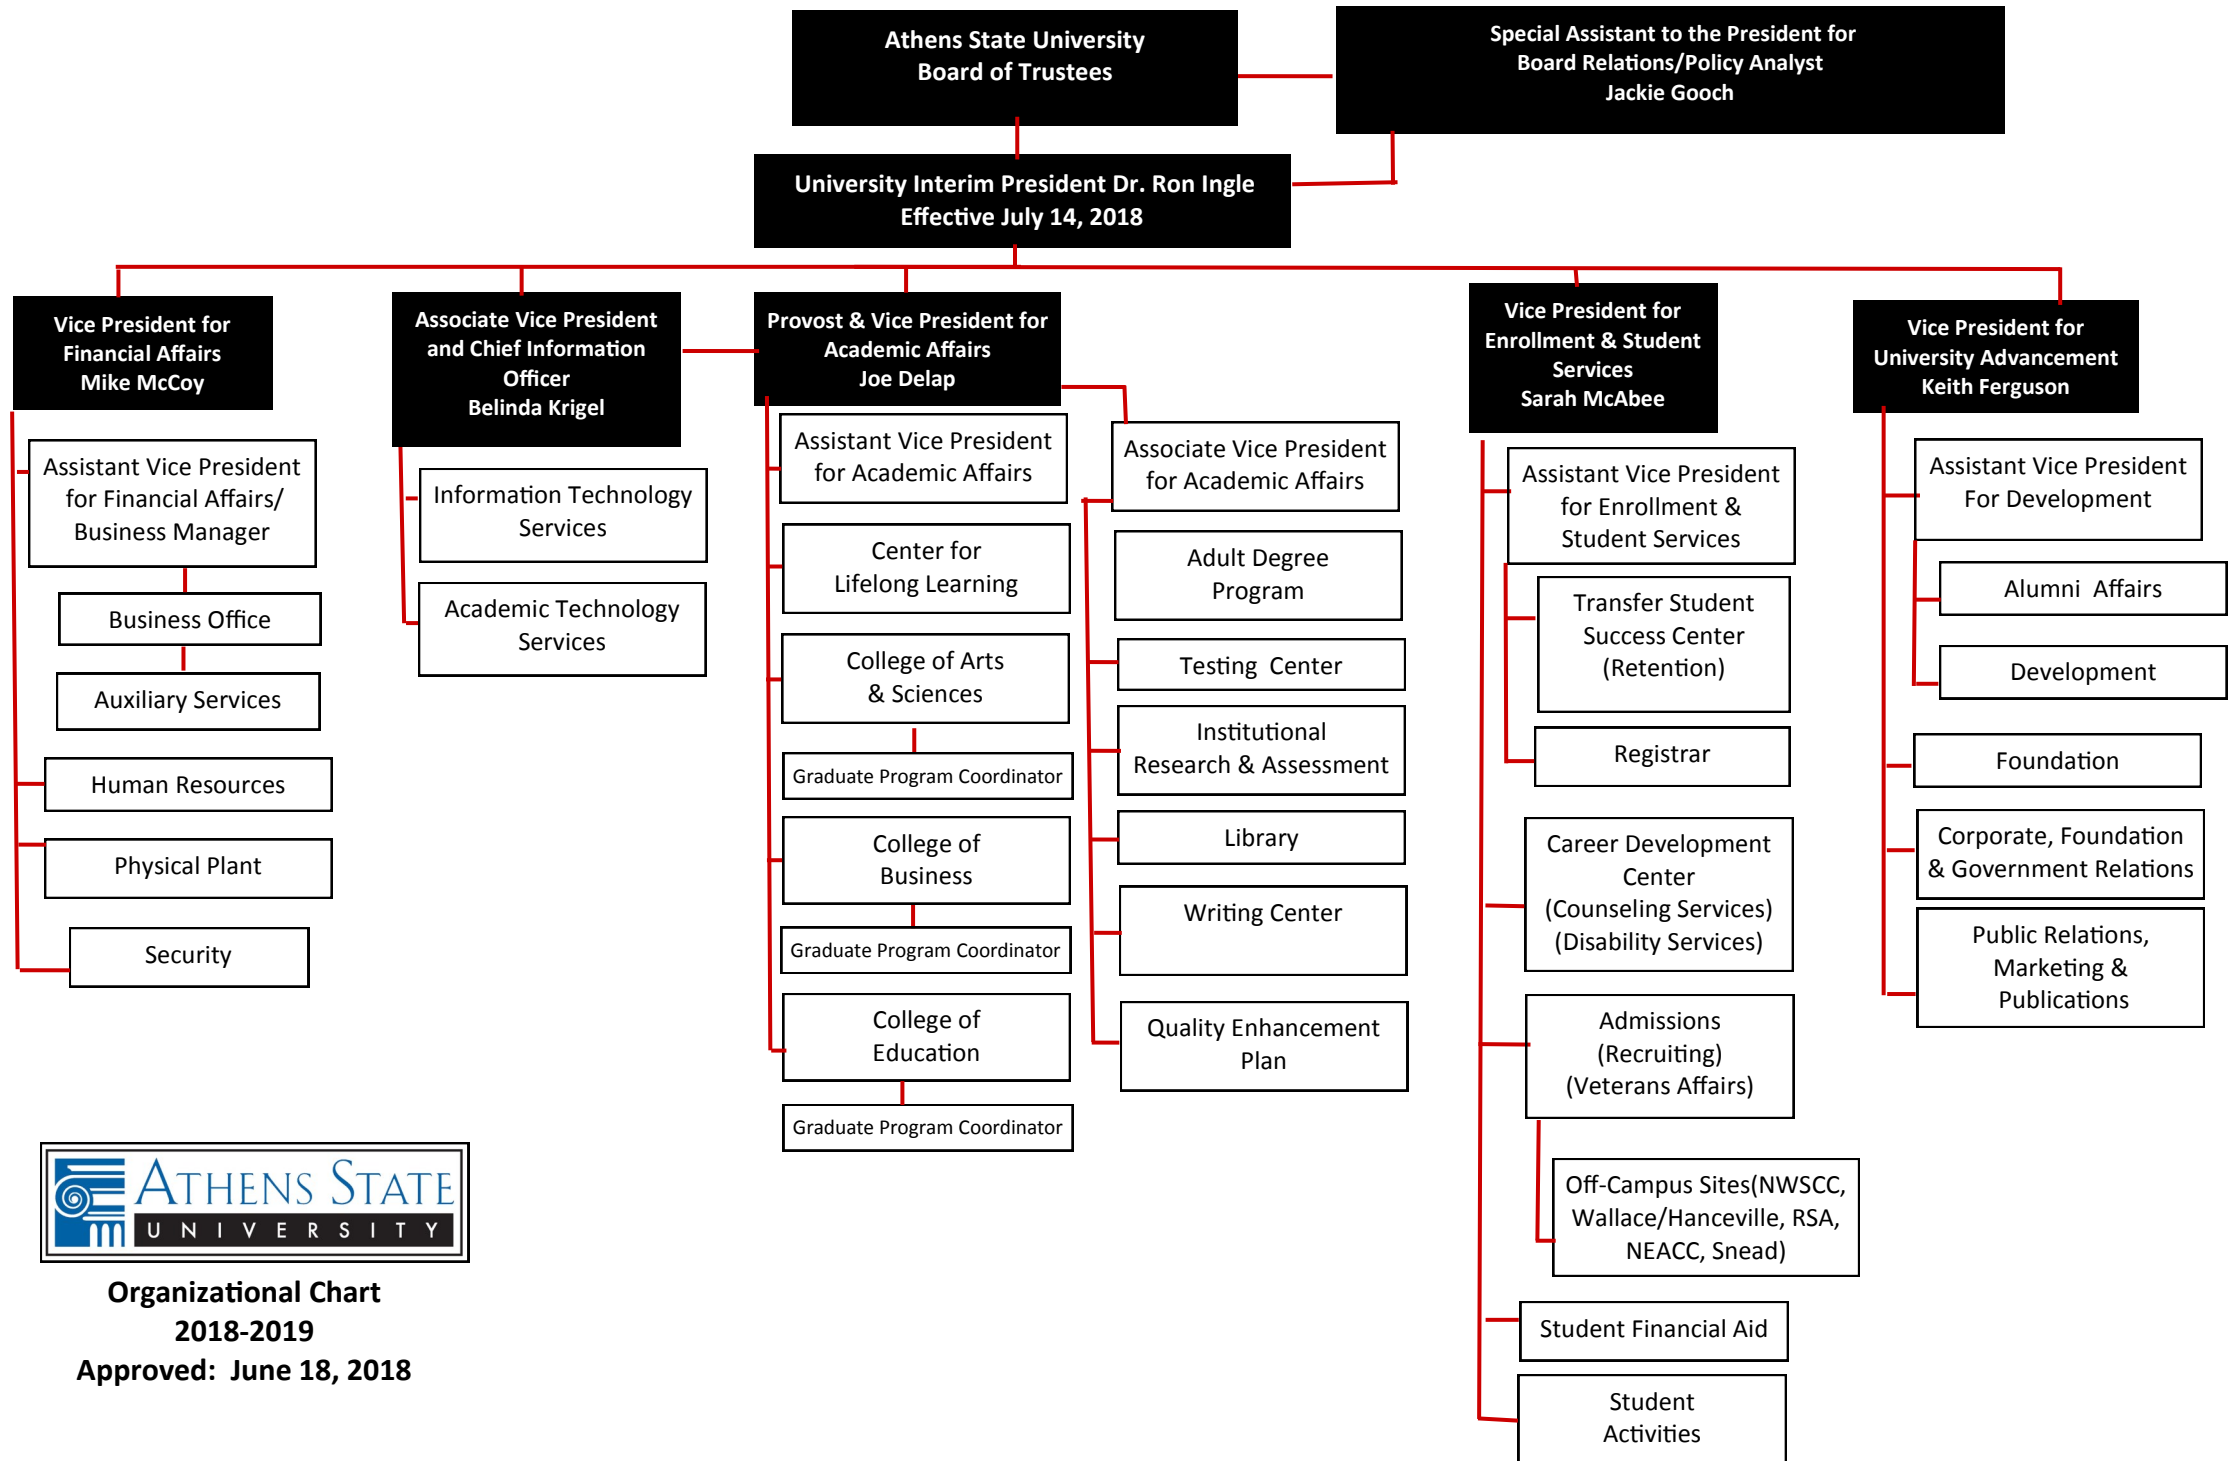 Athens State University
Board of Trustees
Special Assistant to the President for
Board Relations/Policy Analyst
Jackie Gooch
University Interim President Dr. Ron Ingle
Effective July 14, 2018
Vice President for
Financial Affairs
Mike McCoy
Assistant Vice President
for Financial Affairs/
Business Manager
Business Office
Auxiliary Services
Human Resources
Physical Plant
Security
Associate Vice President
and Chief Information
Officer
Belinda Krigel
Information Technology
Services
Academic Technology
Services
Provost & Vice President for
Academic Affairs
Joe Delap
Assistant Vice President
for Academic Affairs
Center for
Lifelong Learning
College of Arts
& Sciences
Graduate Program Coordinator
College of
Business
Graduate Program Coordinator
College of
Education
Graduate Program Coordinator
Associate Vice President
for Academic Affairs
Adult Degree
Program
Testing Center
Institutional
Research & Assessment
Library
Writing Center
Quality Enhancement
Plan
Vice President for
Enrollment & Student
Services
Sarah McAbee
Assistant Vice President
for Enrollment &
Student Services
Transfer Student
Success Center
(Retention)
Registrar
Career Development
Center
(Counseling Services)
(Disability Services)
Admissions
(Recruiting)
(Veterans Affairs)
Off-Campus Sites(NWSCC,
Wallace/Hanceville, RSA,
NEACC, Snead)
Student Financial Aid
Student
Activities
Vice President for
University Advancement
Keith Ferguson
Assistant Vice President
For Development
Alumni Affairs
Development
Foundation
Corporate, Foundation
& Government Relations
Public Relations,
Marketing &
Publications
ATHENS STATE
UNIVERSITY
Organizational Chart
2018-2019
Approved: June 18, 2018